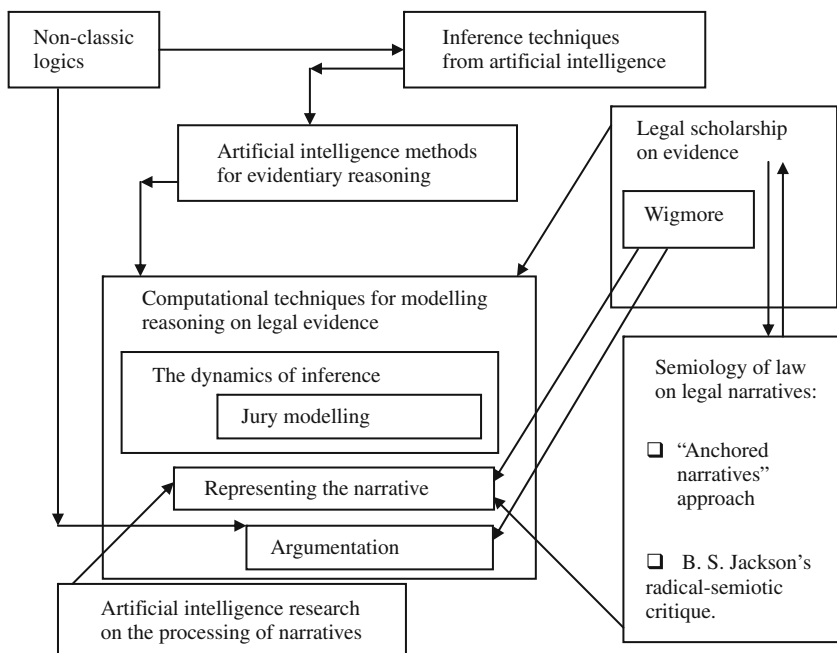 Non-classic
logics
Inference techniques
from artificial intelligence
Artificial intelligence methods
for evidentiary reasoning
Legal scholarship
on evidence
Wigmore
Computational techniques for modelling
reasoning on legal evidence
The dynamics of inference
Jury modelling
Representing the narrative
Argumentation
Artificial intelligence research
on the processing of narratives
Semiology of law
on legal narratives:
❑ “Anchored
narratives”
approach
❑ B. S. Jackson’s
radical-semiotic
critique.